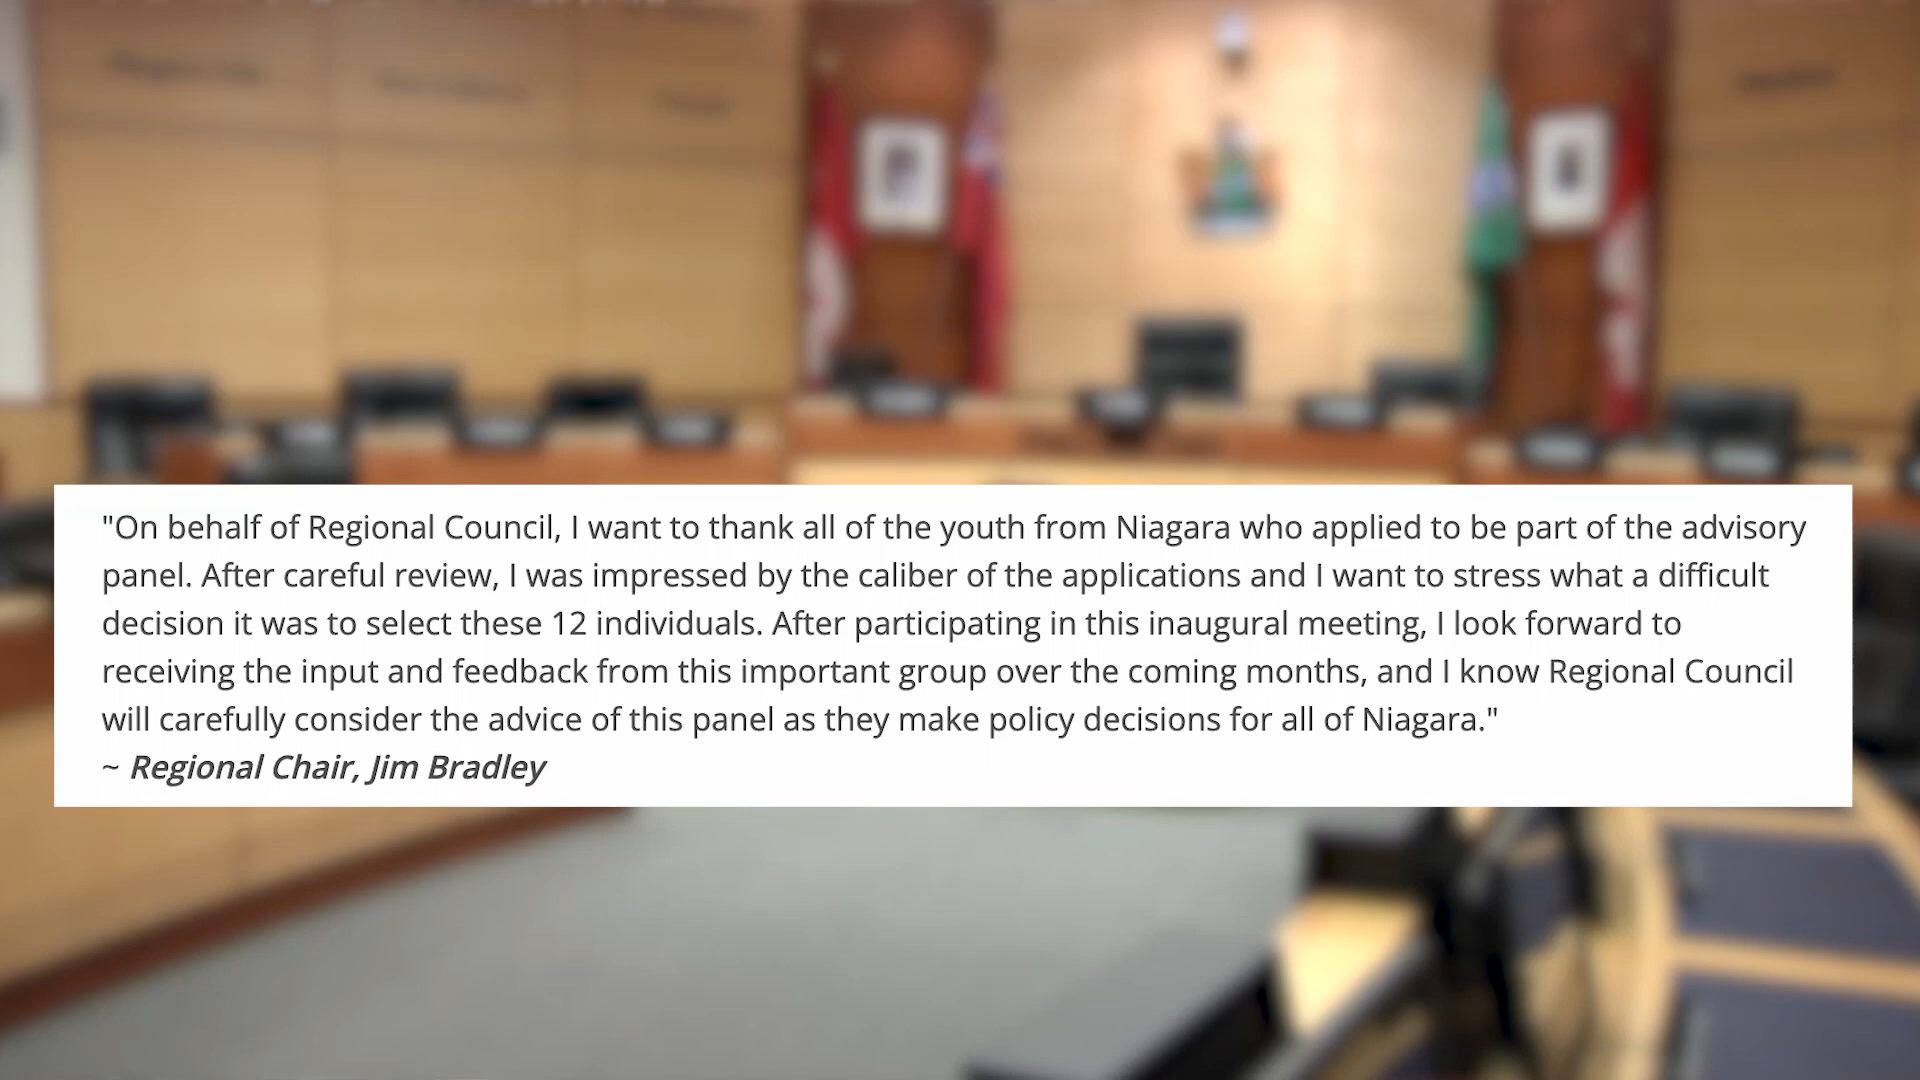 "On behalf of Regional Council, I want to thank all of the youth from Niagara who applied to be part of the advisory
panel. After careful review, I was impressed by the caliber of the applications and I want to stress what a difficult
decision it was to select these 12 individuals. After participating in this inaugural meeting, I look forward to
receiving the input and feedback from this important group over the coming months, and I know Regional Council
will carefully consider the advice of this panel as they make policy decisions for all of Niagara."
~ Regional Chair, Jim Bradley